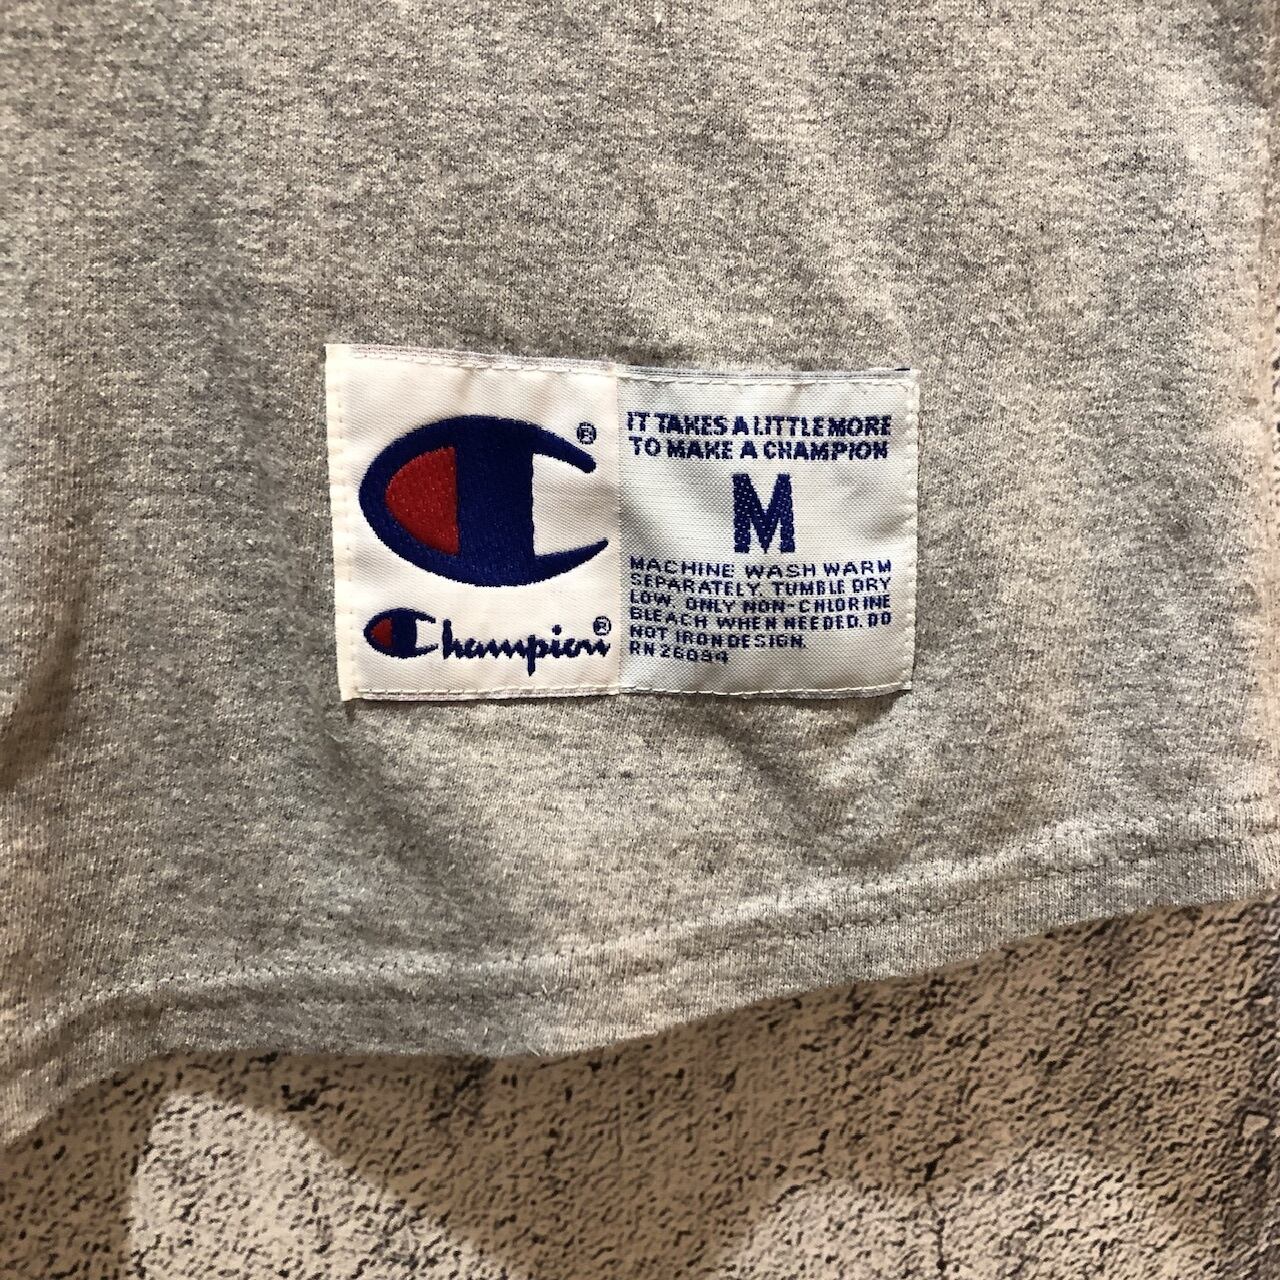 ®
Champion®
IT TAKES A LITTLE MORE
TO MAKE A CHAMPION
M
MACHINE WASH WARM
SEPARATELY. TUMBLE DRY
LOW. ONLY NON-CHLORINE
BLEACH WHEN NEEDED. DO
NOT IRON DESIGN.
RN 26094